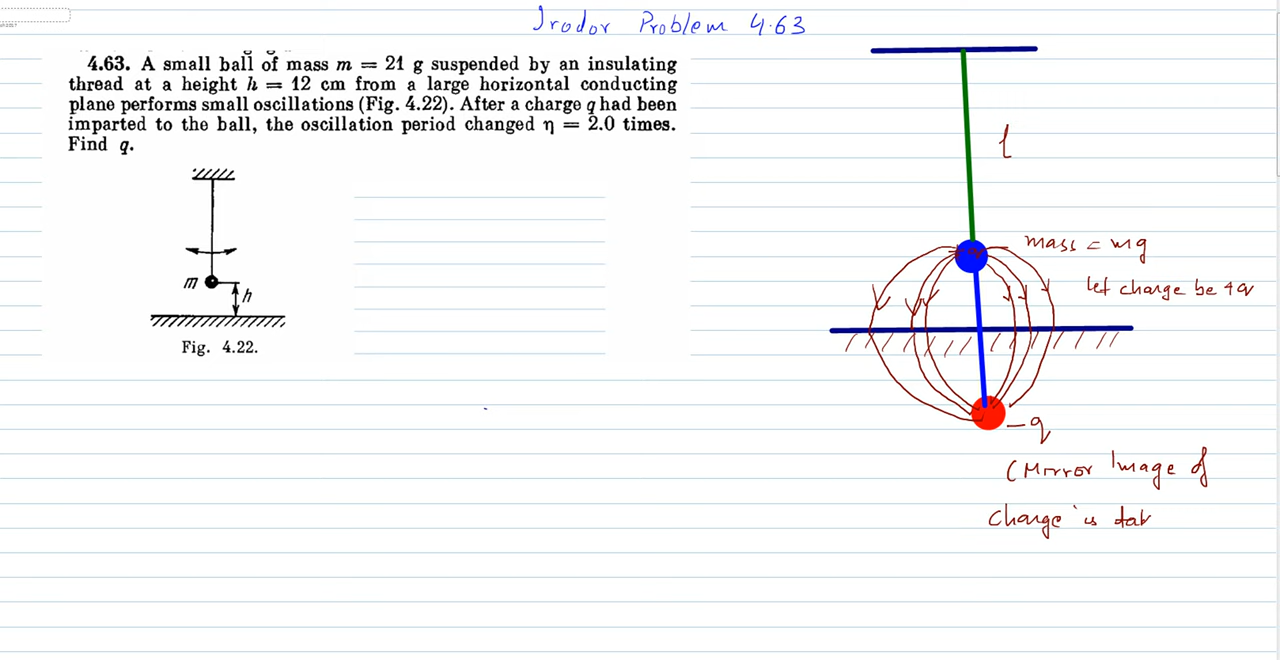 Irodov Problem 4.63
4.63. A small ball of mass m = 21 g suspended by an insulating
thread at a height h = 12 cm from a large horizontal conducting
plane performs small oscillations (Fig. 4.22). After a charge q had been
imparted to the ball, the oscillation period changed η = 2.0 times.
Find q.
m
h
Fig. 4.22.
l
mass = mg
let charge be +q
-q
(Mirror Image of
charge is tak